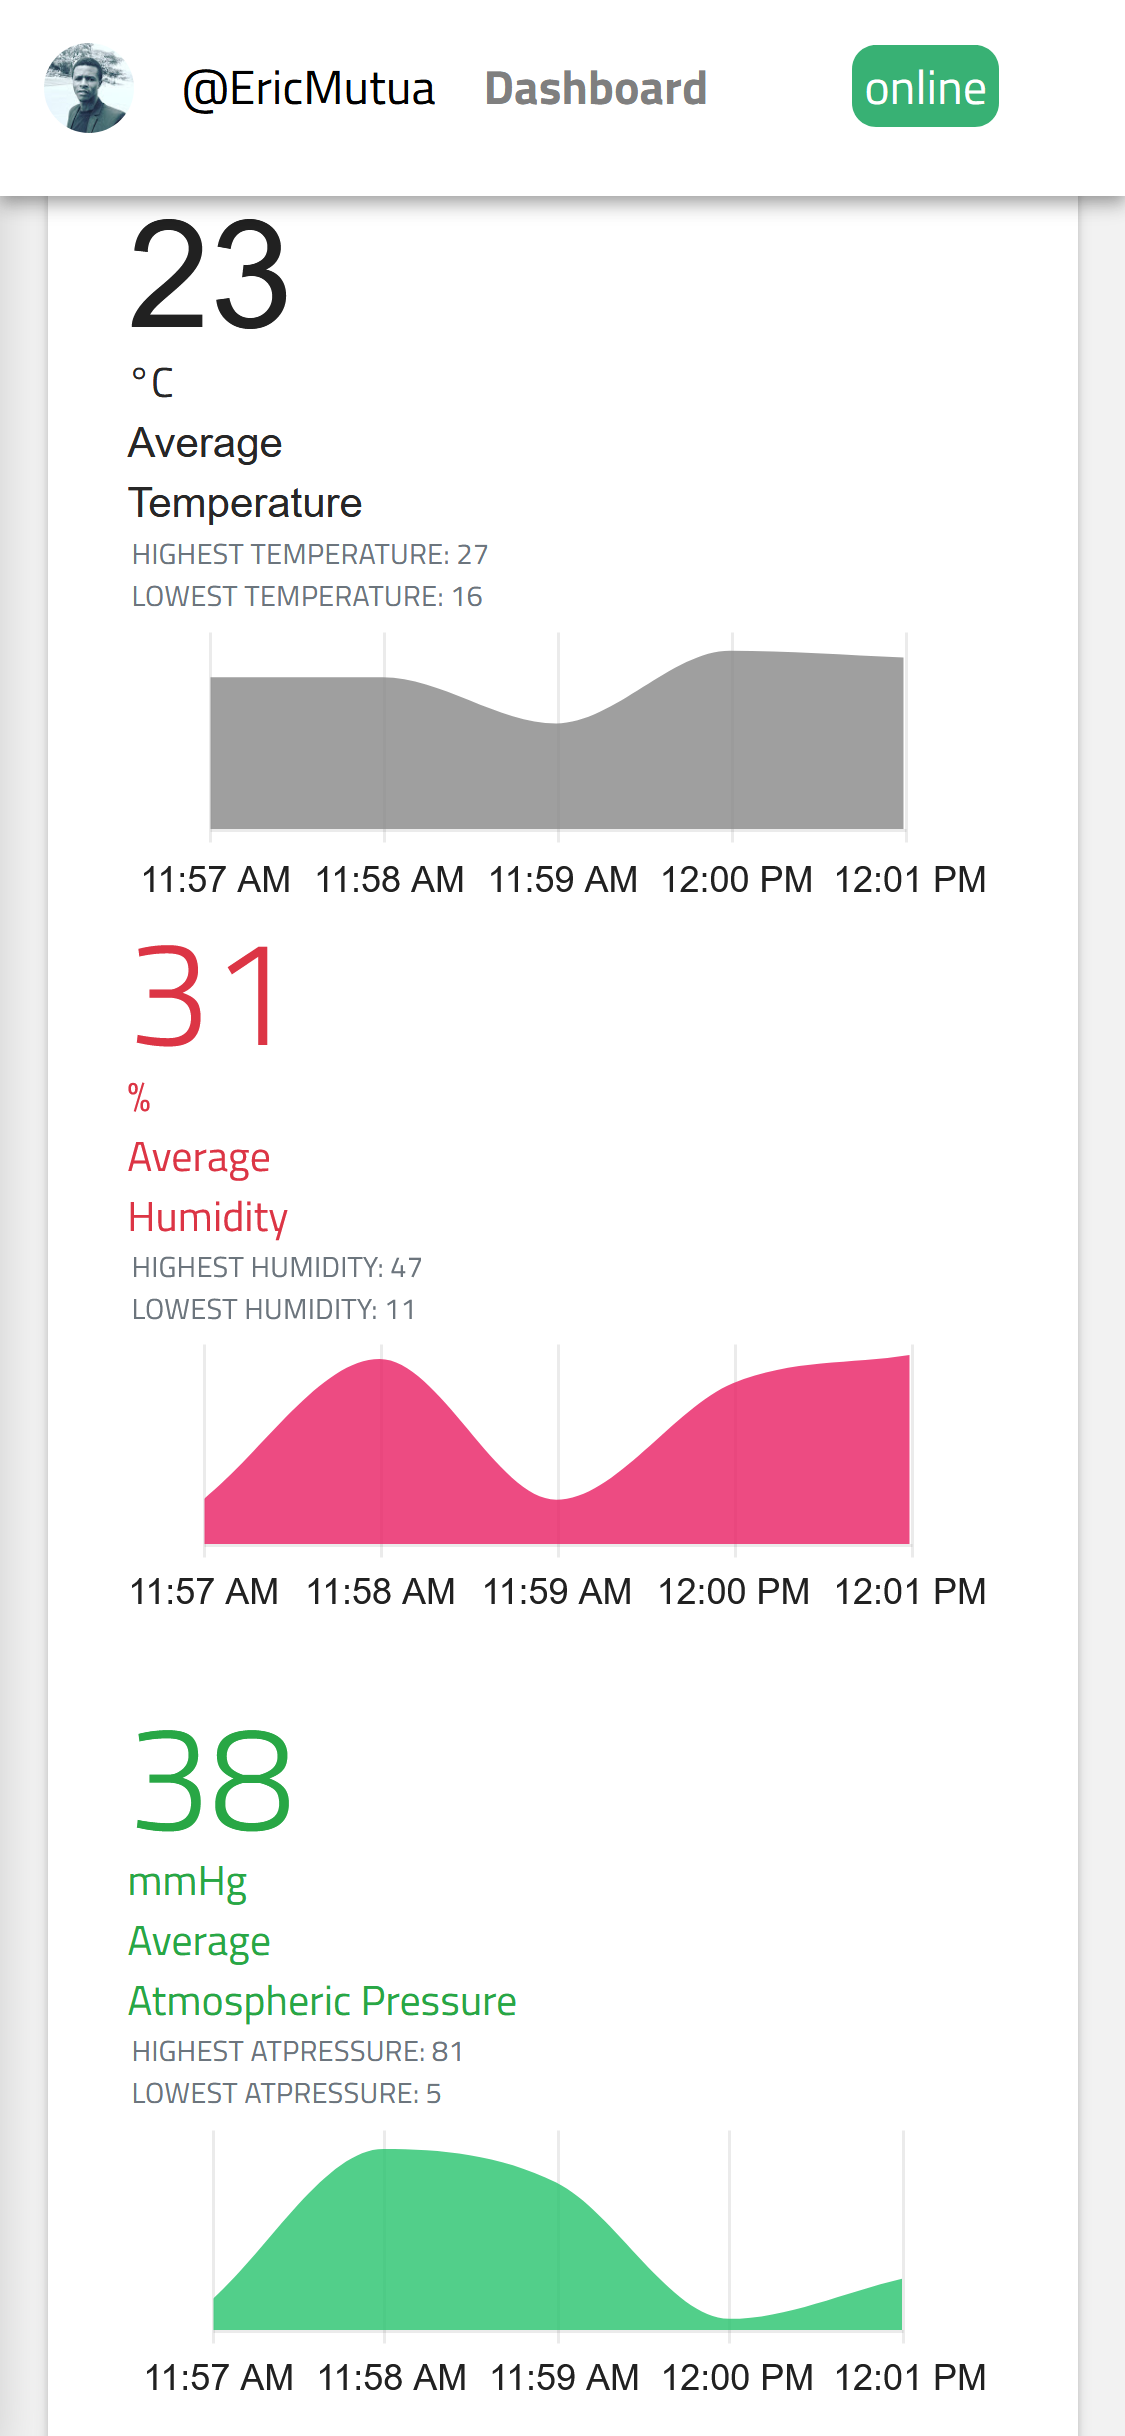 @EricMutua Dashboard online
23
°C
Average
Temperature
HIGHEST TEMPERATURE: 27
LOWEST TEMPERATURE: 16
11:57 AM 11:58 AM 11:59 AM 12:00 PM 12:01 PM
31
%
Average
Humidity
HIGHEST HUMIDITY: 47
LOWEST HUMIDITY: 11
11:57 AM 11:58 AM 11:59 AM 12:00 PM 12:01 PM
38
mmHg
Average
Atmospheric Pressure
HIGHEST ATPRESSURE: 81
LOWEST ATPRESSURE: 5
11:57 AM 11:58 AM 11:59 AM 12:00 PM 12:01 PM